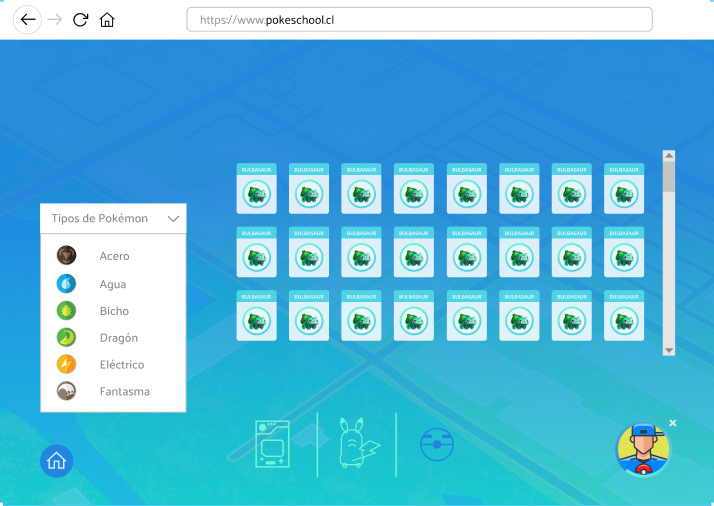 https://www.pokeschool.cl
BULBASAUR BULBASAUR BULBASAUR BULBASAUR BULBASAUR BULBASAUR BULBASAUR BULBASAUR
Tipos de Pokémon
BULBASAUR BULBASAUR BULBASAUR BULBASAUR BULBASAUR BULBASAUR BULBASAUR BULBASAUR
Acero
Agua
BULBASAUR BULBASAUR BULBASAUR BULBASAUR BULBASAUR BULBASAUR BULBASAUR BULBASAUR
Bicho
Dragón
Eléctrico
Fantasma